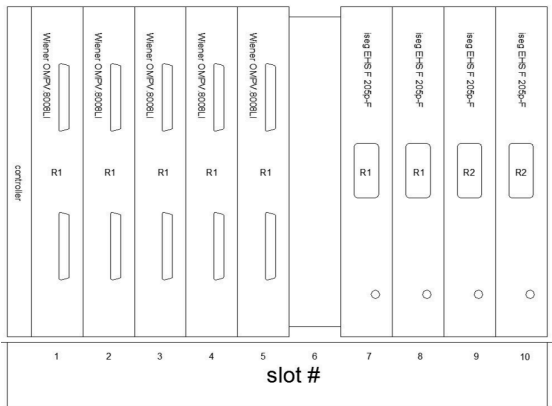 controller
Wiener OMPV.8008LI
R1
Wiener OMPV.8008LI
R1
Wiener OMPV.8008LI
R1
Wiener OMPV.8008LI
R1
Wiener OMPV.8008LI
R1
iseg EHS F 205p-F
R1
iseg EHS F 205p-F
R1
iseg EHS F 205p-F
R2
iseg EHS F 205p-F
R2
1 2 3 4 5 6 7 8 9 10
slot #